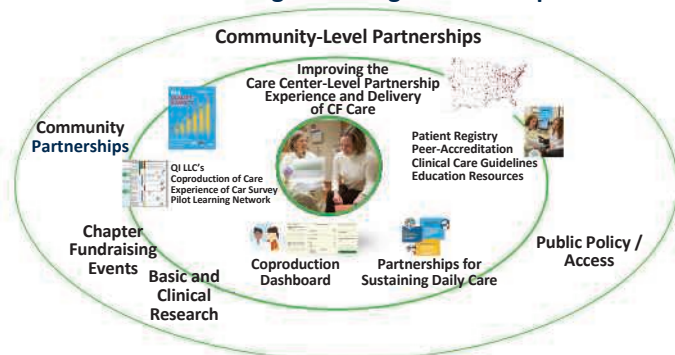 Community-Level Partnerships
Improving the
Care Center-Level Partnership
Experience and Delivery
of CF Care
Community
Partnerships
Patient Registry
Peer-Accreditation
Clinical Care Guidelines
Education Resources
QI LLC's
Coproduction of Care
Experience of Car Survey
Pilot Learning Network
Chapter
Fundraising
Events
Basic and
Clinical
Research
Coproduction
Dashboard
Partnerships for
Sustaining Daily Care
Public Policy /
Access